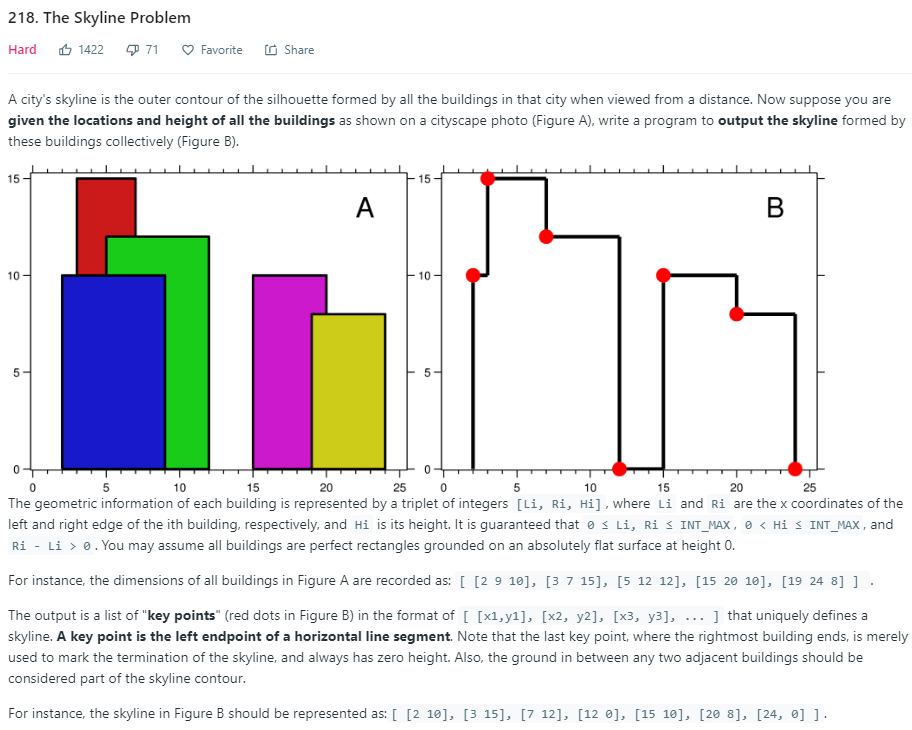 218. The Skyline Problem
Hard 1422 71 Favorite Share
A city's skyline is the outer contour of the silhouette formed by all the buildings in that city when viewed from a distance. Now suppose you are
given the locations and height of all the buildings as shown on a cityscape photo (Figure A), write a program to output the skyline formed by
these buildings collectively (Figure B).
15 A 15 B
10 10
5 5
0 0
0 5 10 15 20 25 0 5 10 15 20 25
The geometric information of each building is represented by a triplet of integers [Li, Ri, Hi], where Li and Ri are the x coordinates of the
left and right edge of the ith building, respectively, and Hi is its height. It is guaranteed that 0 ≤ Li, Ri ≤ INT_MAX, 0 < Hi ≤ INT_MAX, and
Ri - Li > 0. You may assume all buildings are perfect rectangles grounded on an absolutely flat surface at height 0.
For instance, the dimensions of all buildings in Figure A are recorded as: [ [2 9 10], [3 7 15], [5 12 12], [15 20 10], [19 24 8] ] .
The output is a list of "key points" (red dots in Figure B) in the format of [ [x1,y1], [x2, y2], [x3, y3], ... ] that uniquely defines a
skyline. A key point is the left endpoint of a horizontal line segment. Note that the last key point, where the rightmost building ends, is merely
used to mark the termination of the skyline, and always has zero height. Also, the ground in between any two adjacent buildings should be
considered part of the skyline contour.
For instance, the skyline in Figure B should be represented as: [ [2 10], [3 15], [7 12], [12 0], [15 10], [20 8], [24, 0] ].